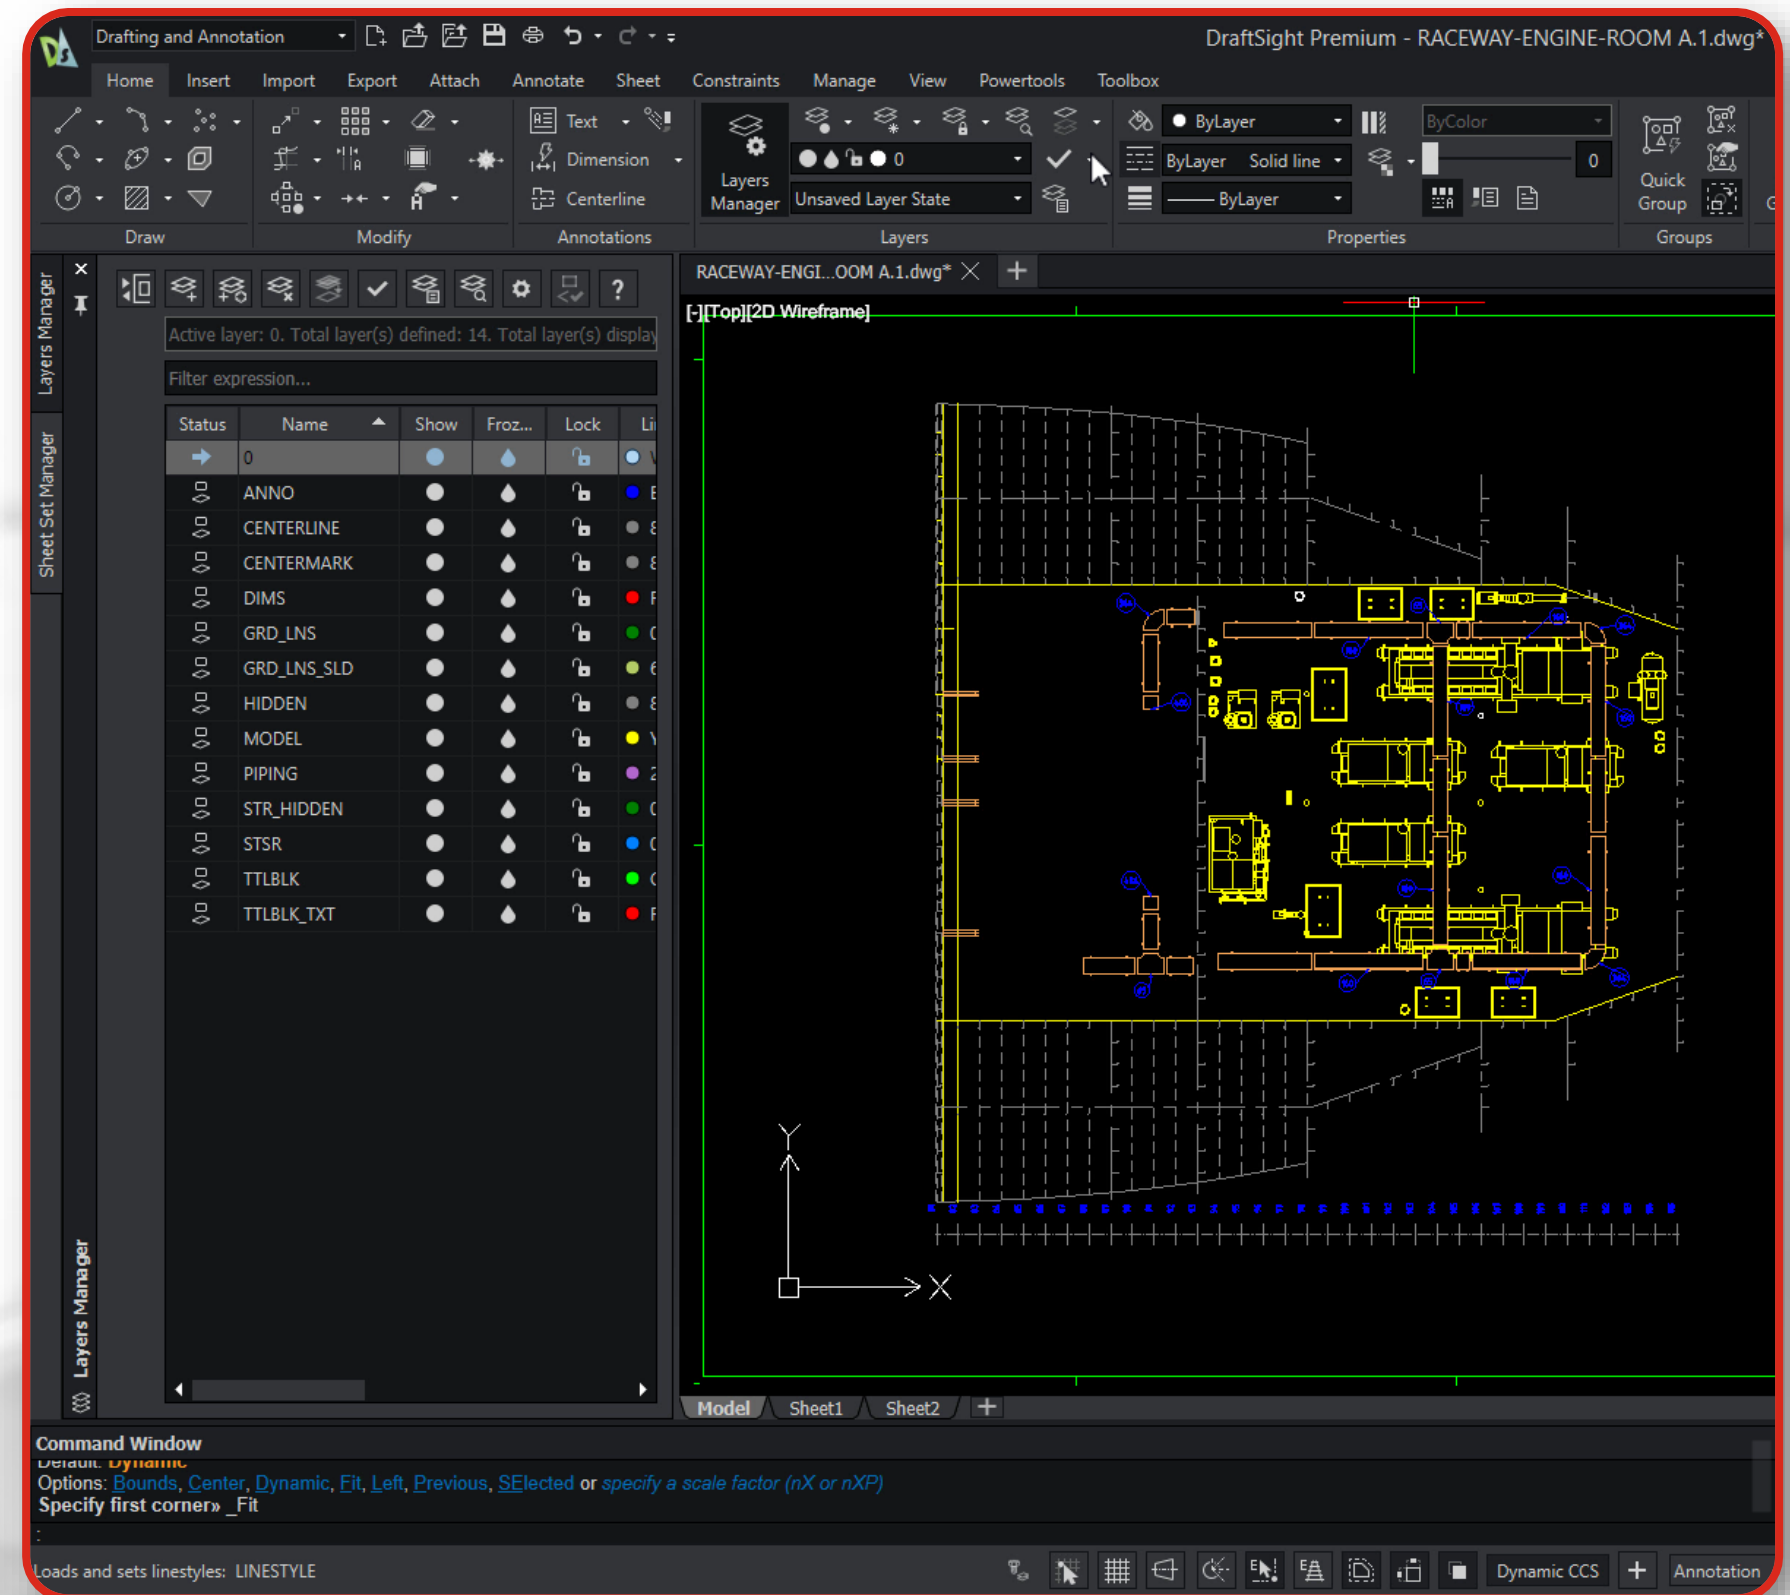 Drafting and Annotation
DraftSight Premium - RACEWAY-ENGINE-ROOM A.1.dwg*
Home Insert Import Export Attach Annotate Sheet Constraints Manage View Powertools Toolbox
Text
Dimension
Centerline
Layers
Manager
0
Unsaved Layer State
ByLayer
ByLayer Solid line
ByLayer
ByColor
0
Quick
Group
Draw Modify Annotations Layers Properties Groups
Layers Manager
Sheet Set Manager
Layers Manager
Active layer: 0. Total layer(s) defined: 14. Total layer(s) display
Filter expression...
Status Name Show Froz... Lock Li
0
ANNO
CENTERLINE
CENTERMARK
DIMS
GRD_LNS
GRD_LNS_SLD
HIDDEN
MODEL
PIPING
STR_HIDDEN
STSR
TTLBLK
TTLBLK_TXT
RACEWAY-ENGI...OOM A.1.dwg*
[-][Top][2D Wireframe]
Y
X
Model Sheet1 Sheet2
Command Window
Default: Dynamic
Options: Bounds, Center, Dynamic, Fit, Left, Previous, SElected or specify a scale factor (nX or nXP)
Specify first corner» _Fit
:
Loads and sets linestyles: LINESTYLE
Dynamic CCS
Annotation